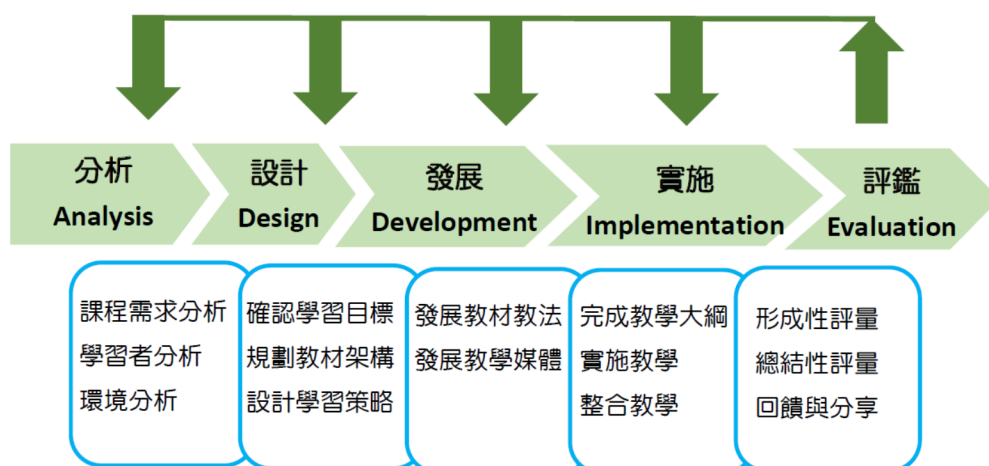 分析
Analysis
設計
Design
發展
Development
實施
Implementation
評鑑
Evaluation
課程需求分析
學習者分析
環境分析
確認學習目標
規劃教材架構
設計學習策略
發展教材教法
發展教學媒體
完成教學大綱
實施教學
整合教學
形成性評量
總結性評量
回饋與分享